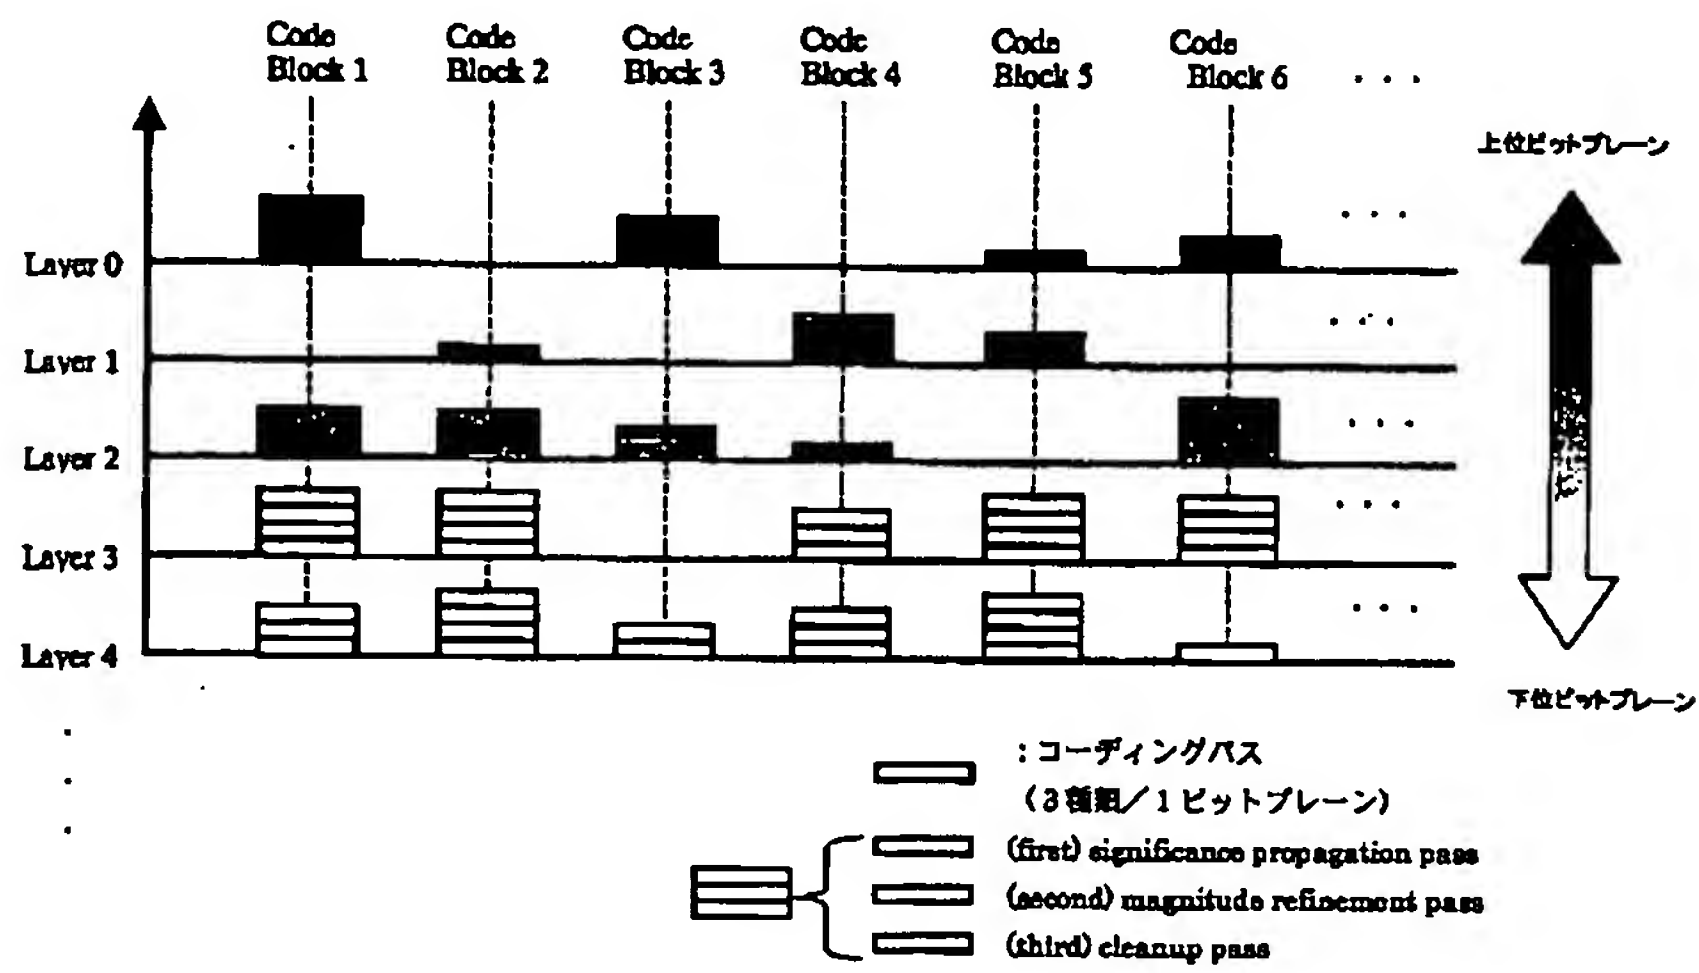 Code Block 1
Code Block 2
Code Block 3
Code Block 4
Code Block 5
Code Block 6
. . .
上位ビットプレーン
Layer 0
Layer 1
Layer 2
Layer 3
Layer 4
下位ビットプレーン
:コーディングパス
(3種類/1ビットプレーン)
(first) significance propagation pass
(second) magnitude refinement pass
(third) cleanup pass